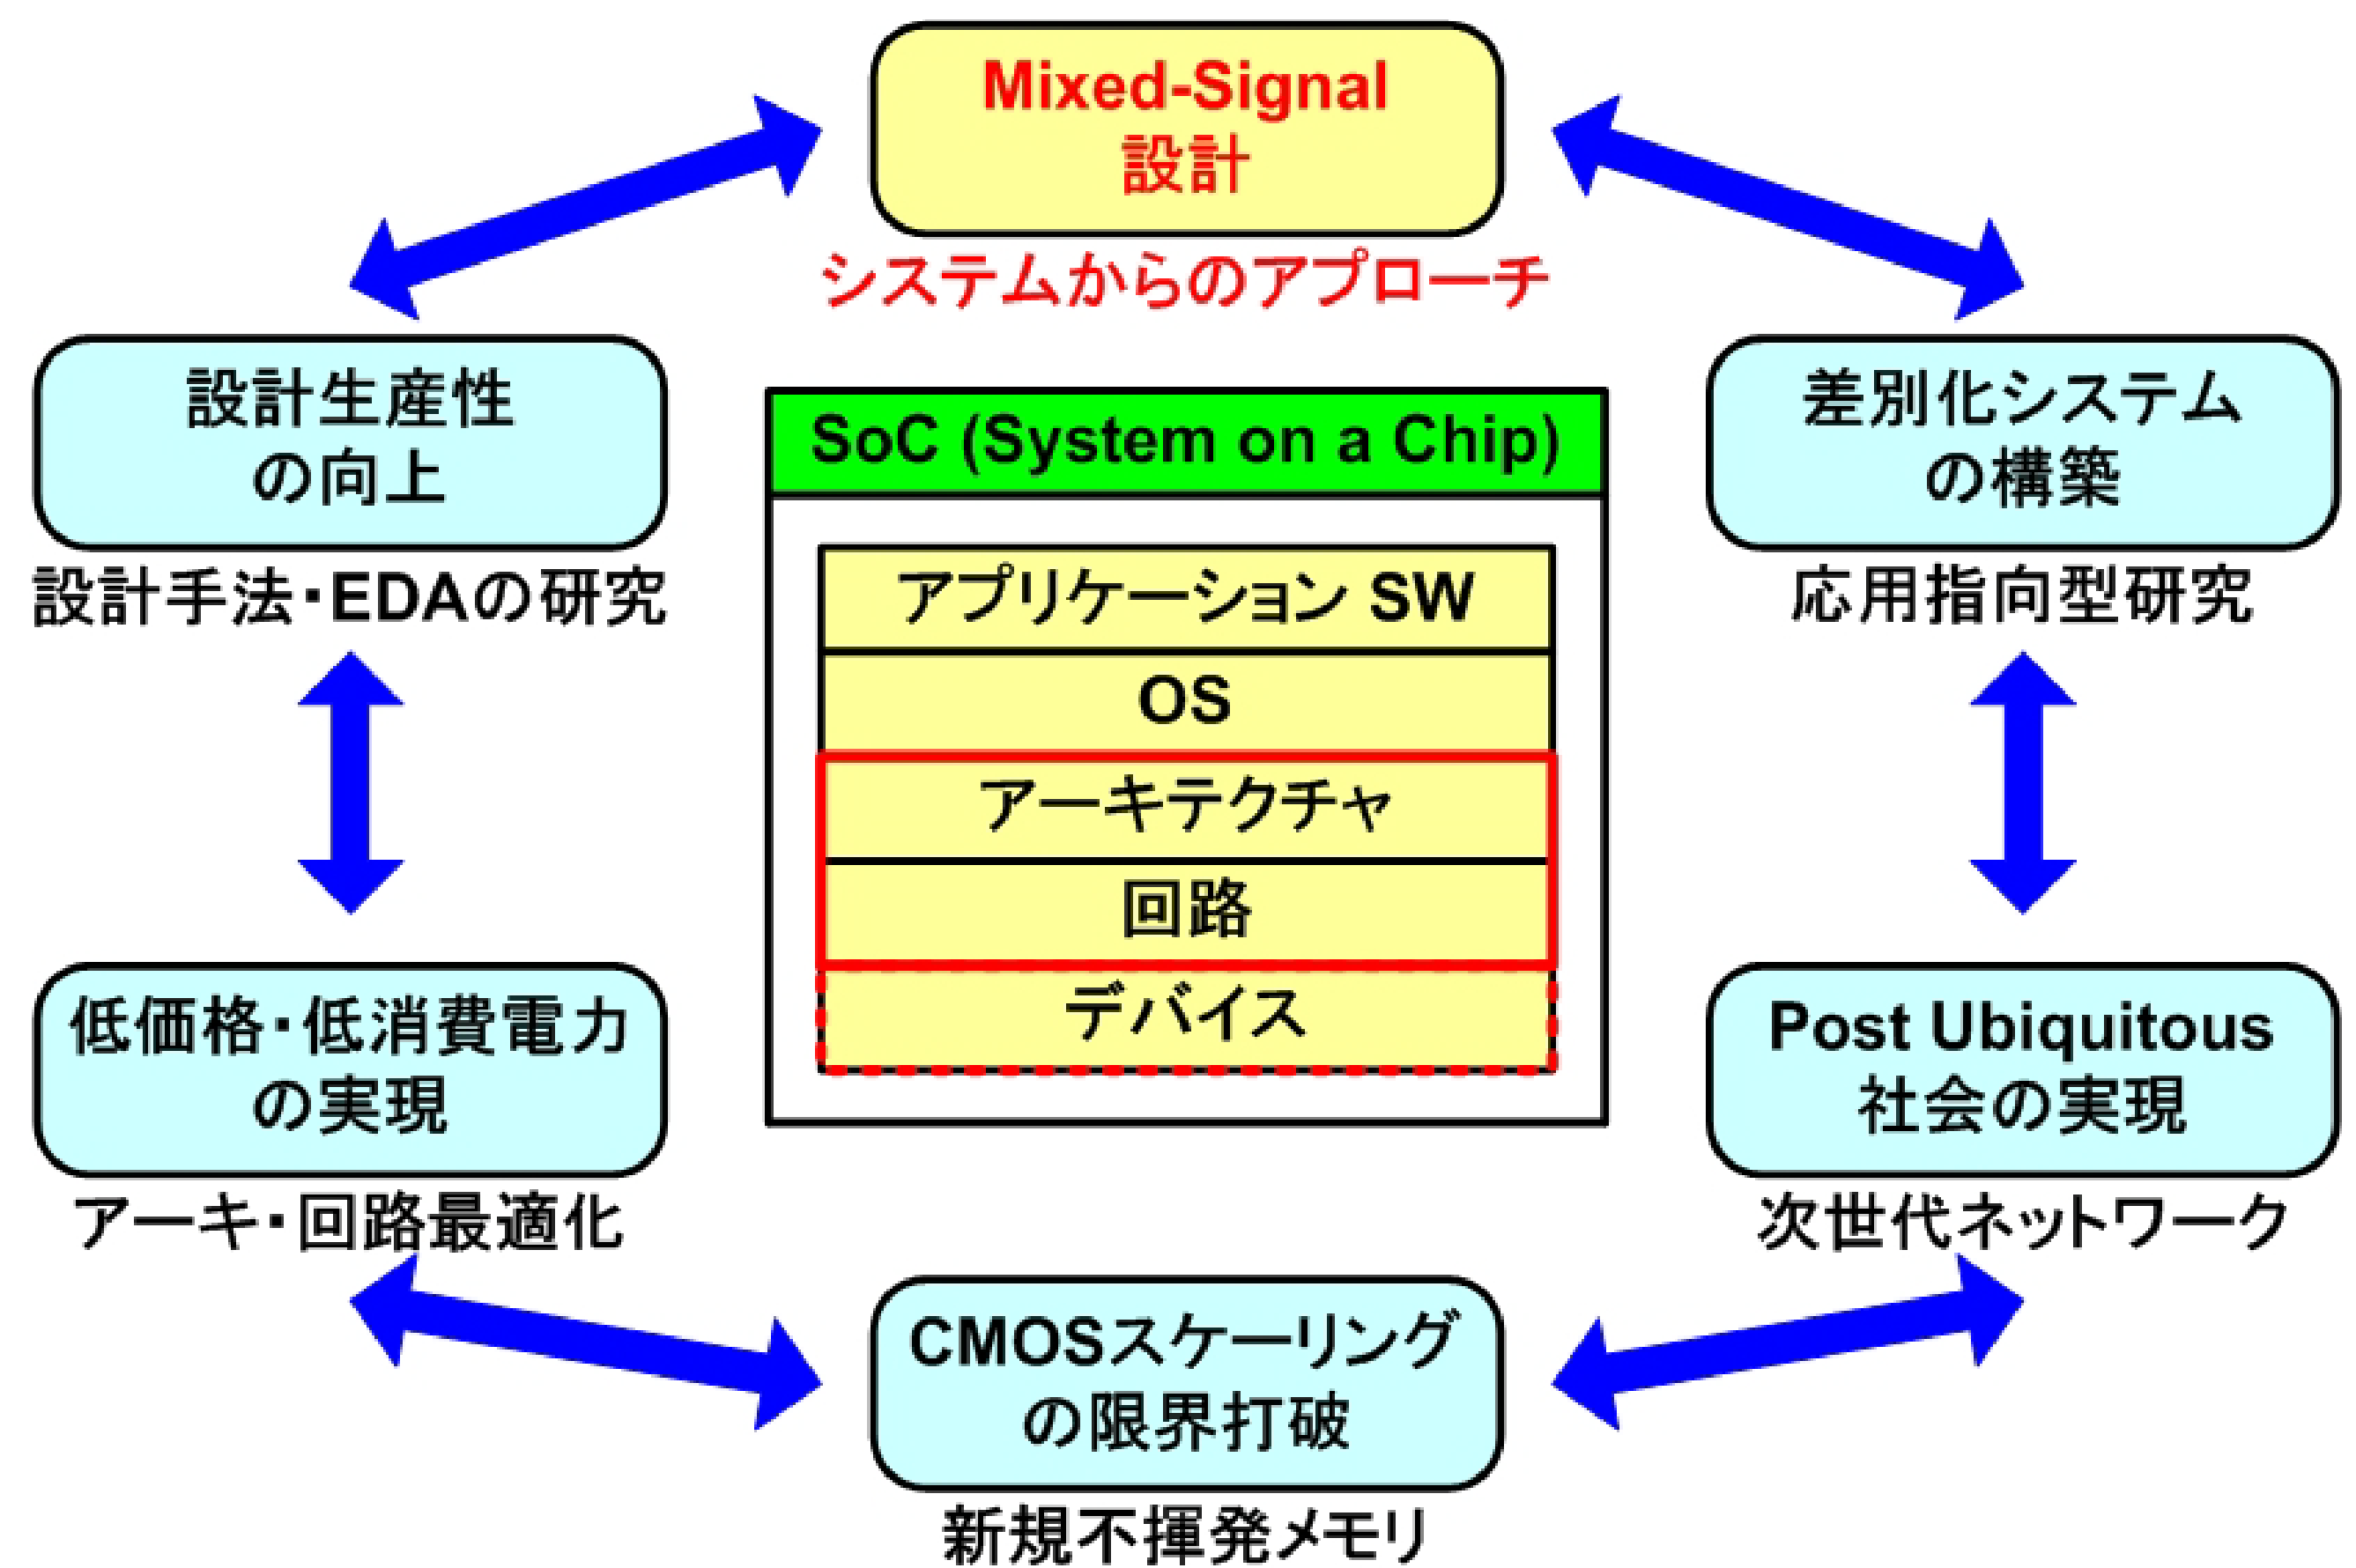 Mixed-Signal
設計
システムからのアプローチ
設計生産性
の向上
設計手法・EDAの研究
差別化システム
の構築
応用指向型研究
SoC (System on a Chip)
アプリケーション SW
OS
アーキテクチャ
回路
デバイス
低価格・低消費電力
の実現
アーキ・回路最適化
Post Ubiquitous
社会の実現
次世代ネットワーク
CMOSスケーリング
の限界打破
新規不揮発メモリ